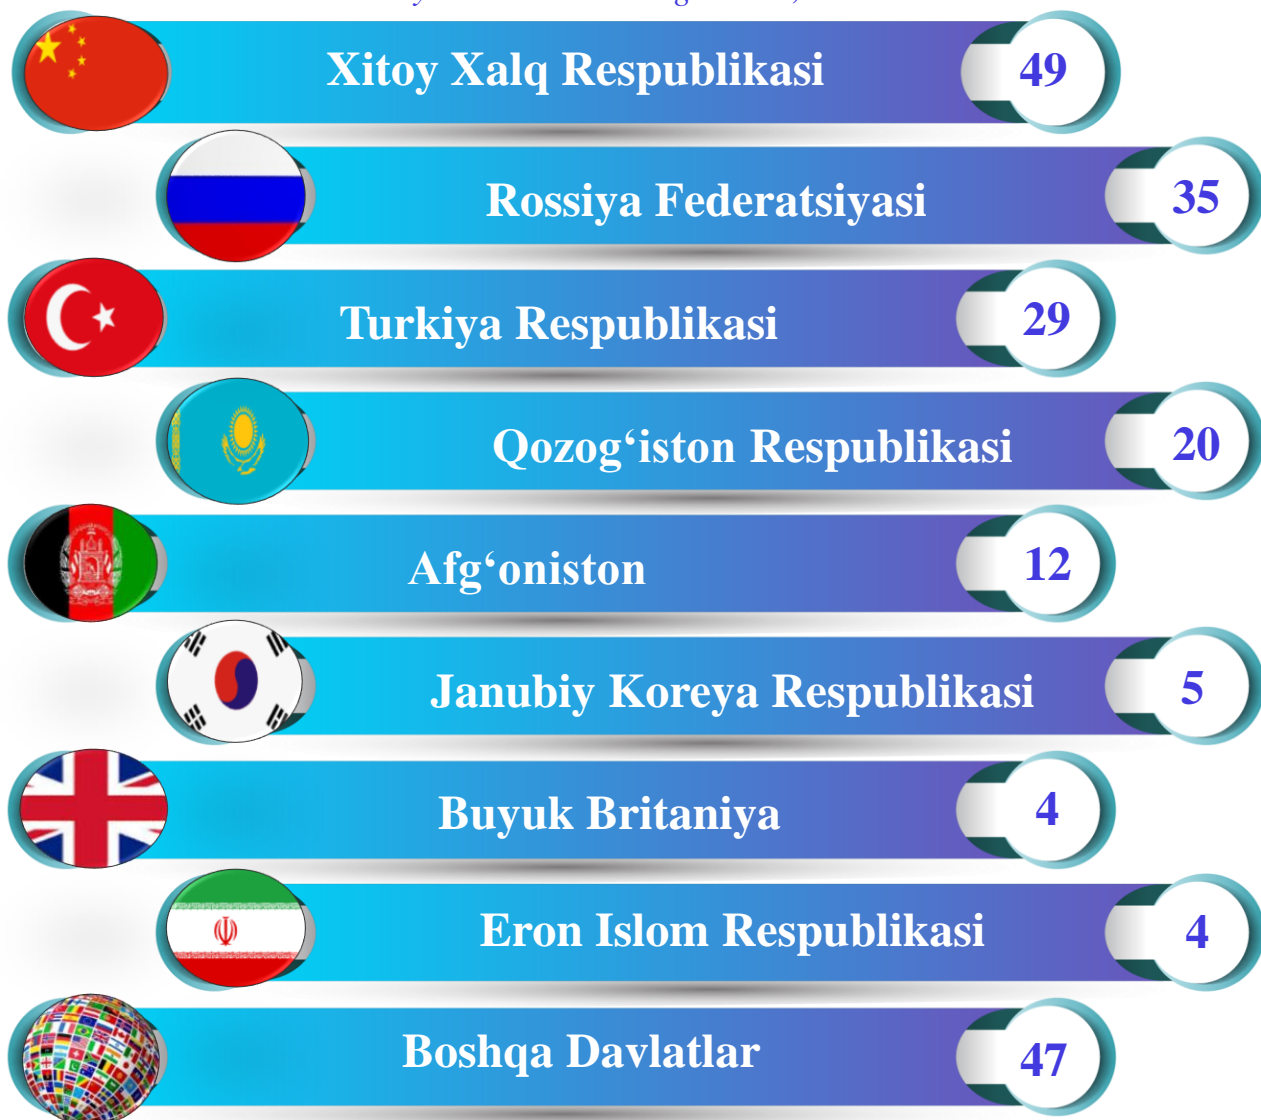 Xitoy Xalq Respublikasi 49
Rossiya Federatsiyasi 35
Turkiya Respublikasi 29
Qozog‘iston Respublikasi 20
Afg‘oniston 12
Janubiy Koreya Respublikasi 5
Buyuk Britaniya 4
Eron Islom Respublikasi 4
Boshqa Davlatlar 47